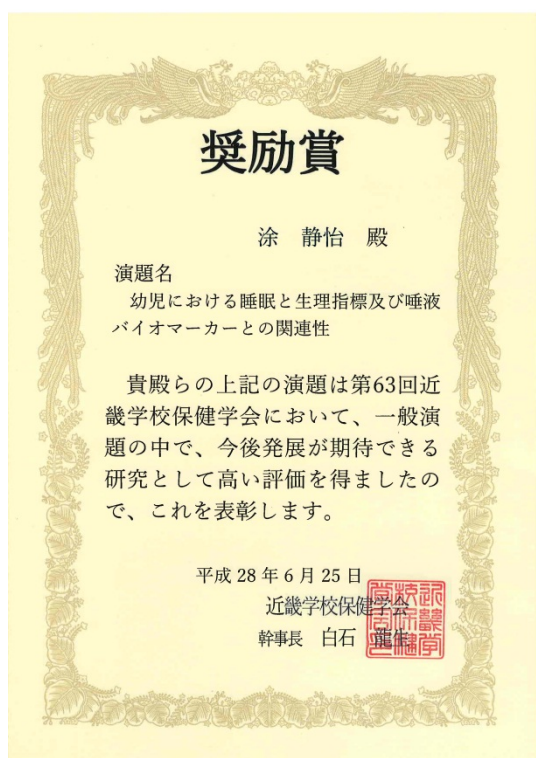 奨励賞
涂 静怡 殿
演題名
幼児における睡眠と生理指標及び唾液
バイオマーカーとの関連性
貴殿らの上記の演題は第63回近
畿学校保健学会において、一般演
題の中で、今後発展が期待できる
研究として高い評価を得ましたの
で、これを表彰します。
平成28年6月25日
近畿学校保健学会
幹事長 白石 龍生